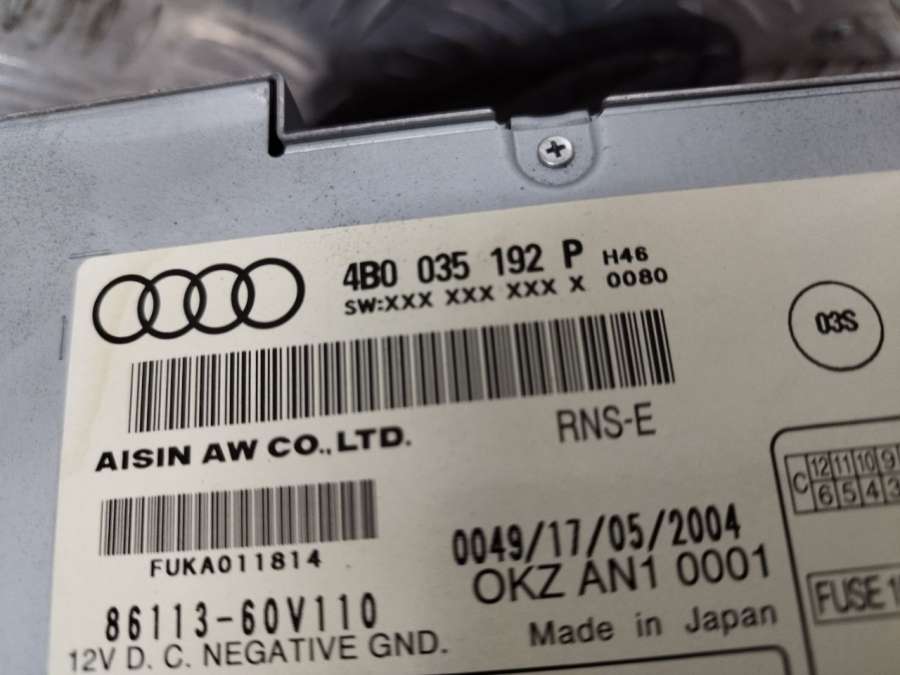 4B0 035 192 P H46
SW:XXX XXX XXX X 0080
03S
RNS-E
AISIN AW CO.,LTD.
C 12 11 10 9
6 5 4 3
FUKA011814
0049/17/05/2004
OKZ AN1 0001
FUSE 1
86113-60V110
Made in Japan
12V D. C. NEGATIVE GND.